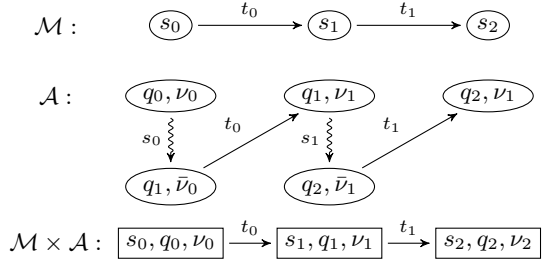 t₀ t₁
ℳ : s₀ s₁ s₂
𝒜 : q₀, ν₀ q₁, ν₁ q₂, ν₁
s₀ t₀ s₁ t₁
q₁, ν̄₀ q₂, ν̄₁
t₀ t₁
ℳ × 𝒜 : s₀, q₀, ν₀ s₁, q₁, ν₁ s₂, q₂, ν₂